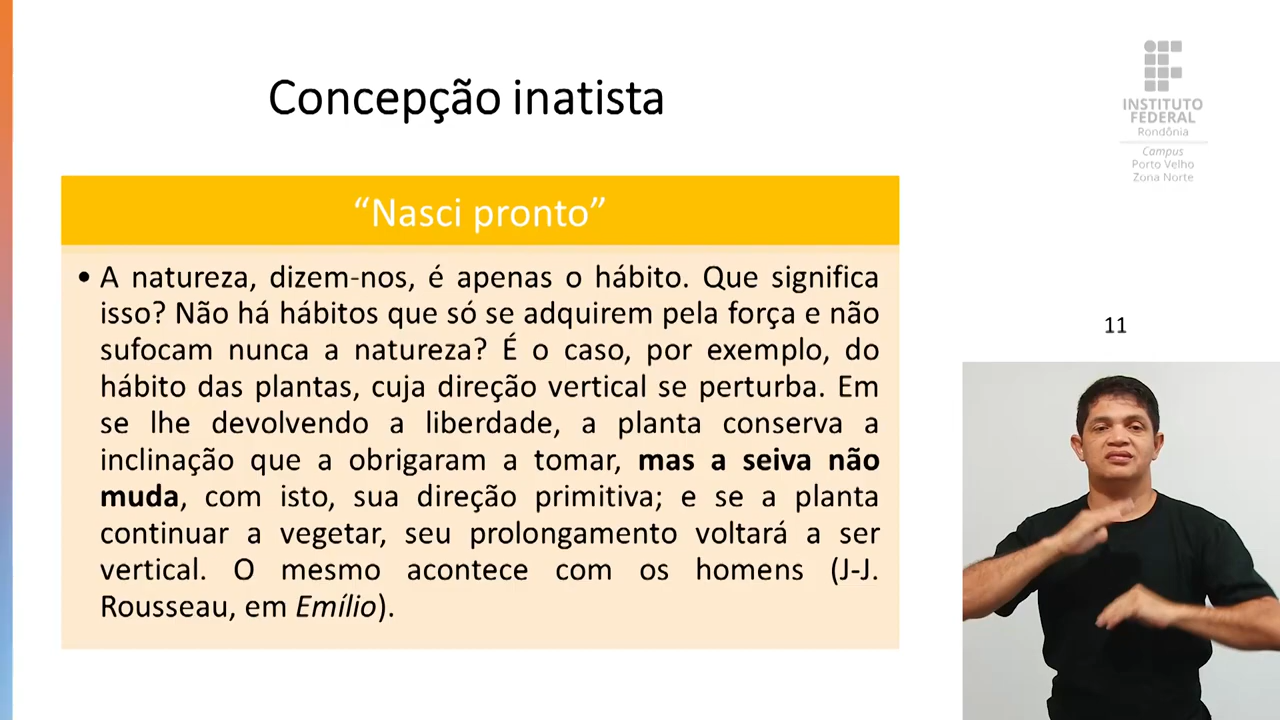 Concepção inatista
INSTITUTO
FEDERAL
Rondônia
Campus
Porto Velho
Zona Norte
“Nasci pronto”
• A natureza, dizem-nos, é apenas o hábito. Que significa
isso? Não há hábitos que só se adquirem pela força e não
sufocam nunca a natureza? É o caso, por exemplo, do
hábito das plantas, cuja direção vertical se perturba. Em
se lhe devolvendo a liberdade, a planta conserva a
inclinação que a obrigaram a tomar, mas a seiva não
muda, com isto, sua direção primitiva; e se a planta
continuar a vegetar, seu prolongamento voltará a ser
vertical. O mesmo acontece com os homens (J-J.
Rousseau, em Emílio).
11